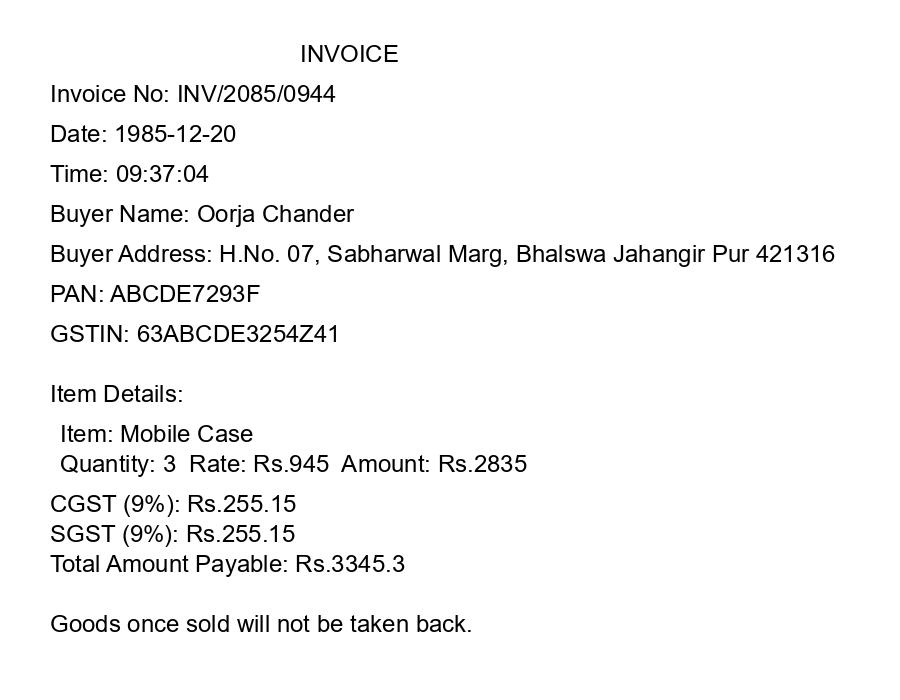 INVOICE
Invoice No: INV/2085/0944
Date: 1985-12-20
Time: 09:37:04
Buyer Name: Oorja Chander
Buyer Address: H.No. 07, Sabharwal Marg, Bhalswa Jahangir Pur 421316
PAN: ABCDE7293F
GSTIN: 63ABCDE3254Z41
Item Details:
Item: Mobile Case
Quantity: 3  Rate: Rs.945  Amount: Rs.2835
CGST (9%): Rs.255.15
SGST (9%): Rs.255.15
Total Amount Payable: Rs.3345.3
Goods once sold will not be taken back.